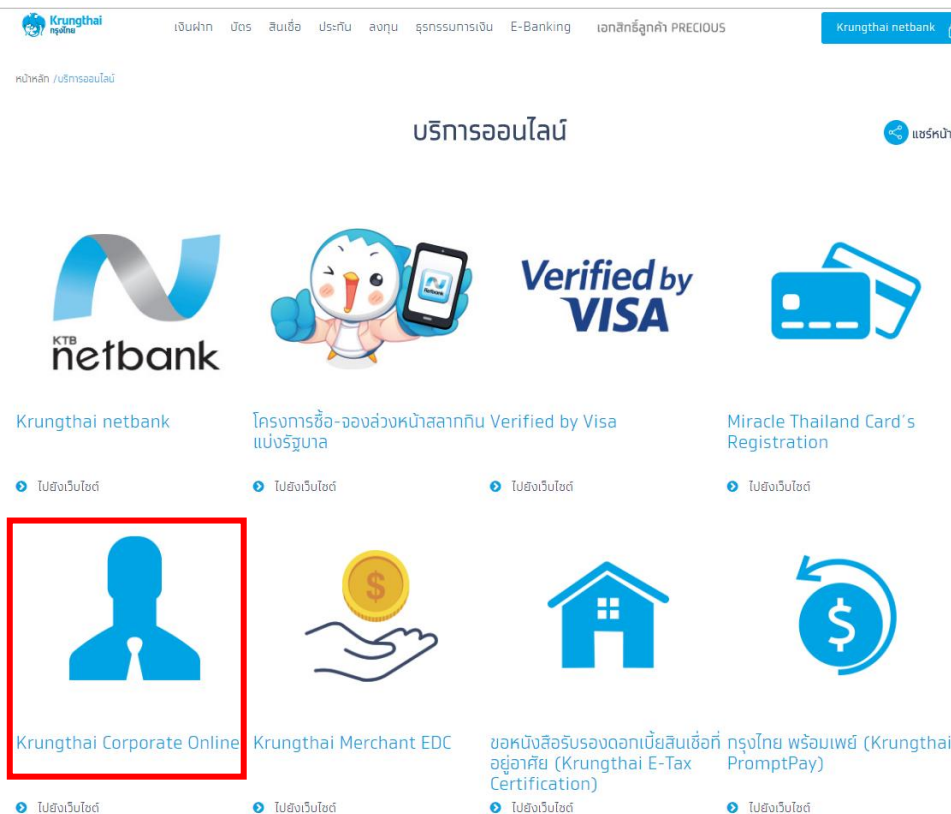 Krungthai
กรุงไทย
เงินฝาก บัตร สินเชื่อ ประกัน ลงทุน ธุรกรรมการเงิน E-Banking เอกสิทธิ์ลูกค้า PRECIOUS
Krungthai netbank
หน้าหลัก /บริการออนไลน์
บริการออนไลน์
แชร์หน้า
KTB
netbank
Netbank
Verified by
VISA
Krungthai netbank
โครงการซื้อ-จองล่วงหน้าสลากกิน
แบ่งรัฐบาล
Verified by Visa
Miracle Thailand Card´s
Registration
ไปยังเว็บไซต์ ไปยังเว็บไซต์ ไปยังเว็บไซต์ ไปยังเว็บไซต์
$
$
Krungthai Corporate Online
Krungthai Merchant EDC
ขอหนังสือรับรองดอกเบี้ยสินเชื่อที่
อยู่อาศัย (Krungthai E-Tax
Certification)
กรุงไทย พร้อมเพย์ (Krungthai
PromptPay)
ไปยังเว็บไซต์ ไปยังเว็บไซต์ ไปยังเว็บไซต์ ไปยังเว็บไซต์